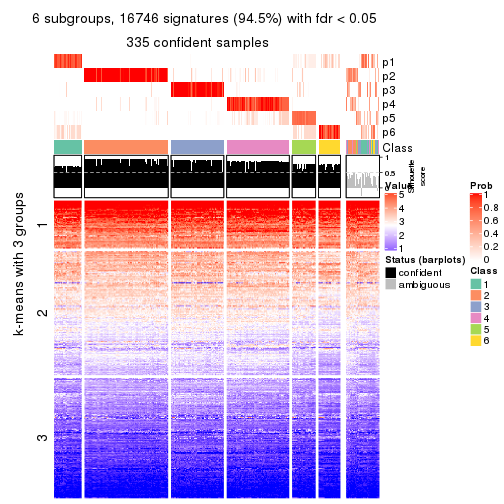 6 subgroups, 16746 signatures (94.5%) with fdr < 0.05
335 confident samples
p1
p2
p3
p4
p5
p6
Class
1
0.5
0
Silhouette
score
k-means with 3 groups
1
2
3
Value
5
4
3
2
1
Status (barplots)
confident
ambiguous
Prob
1
0.8
0.6
0.4
0.2
0
Class
1
2
3
4
5
6